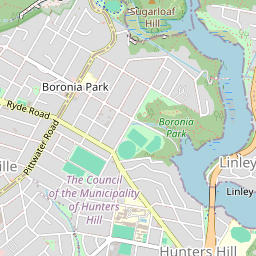 Sugarloaf
Hill
Boronia Park
Ryde Road
Boronia
Park
Pittwater Road
Linley
ville
Linley
The Council
of the Municipality
of Hunters
Hill
Hunters Hill